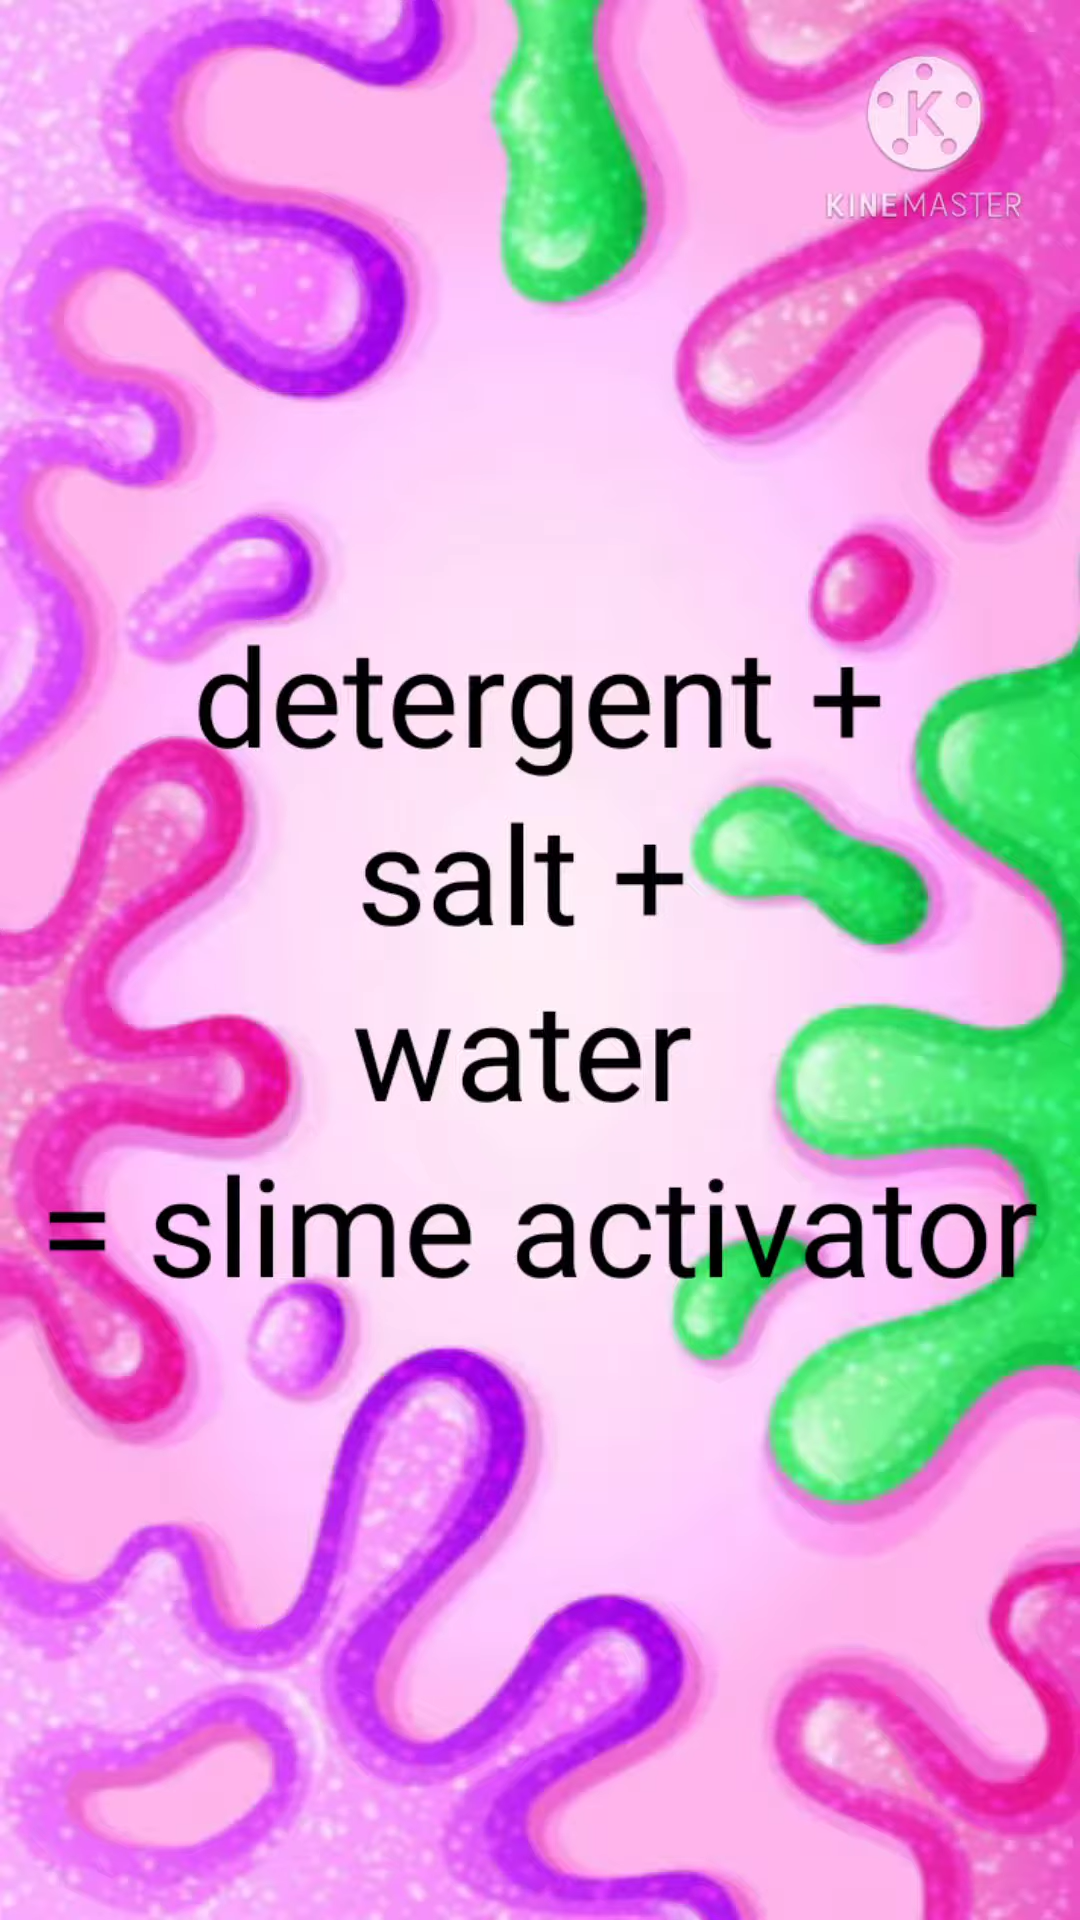 KINEMASTER
detergent +
salt +
water
= slime activator